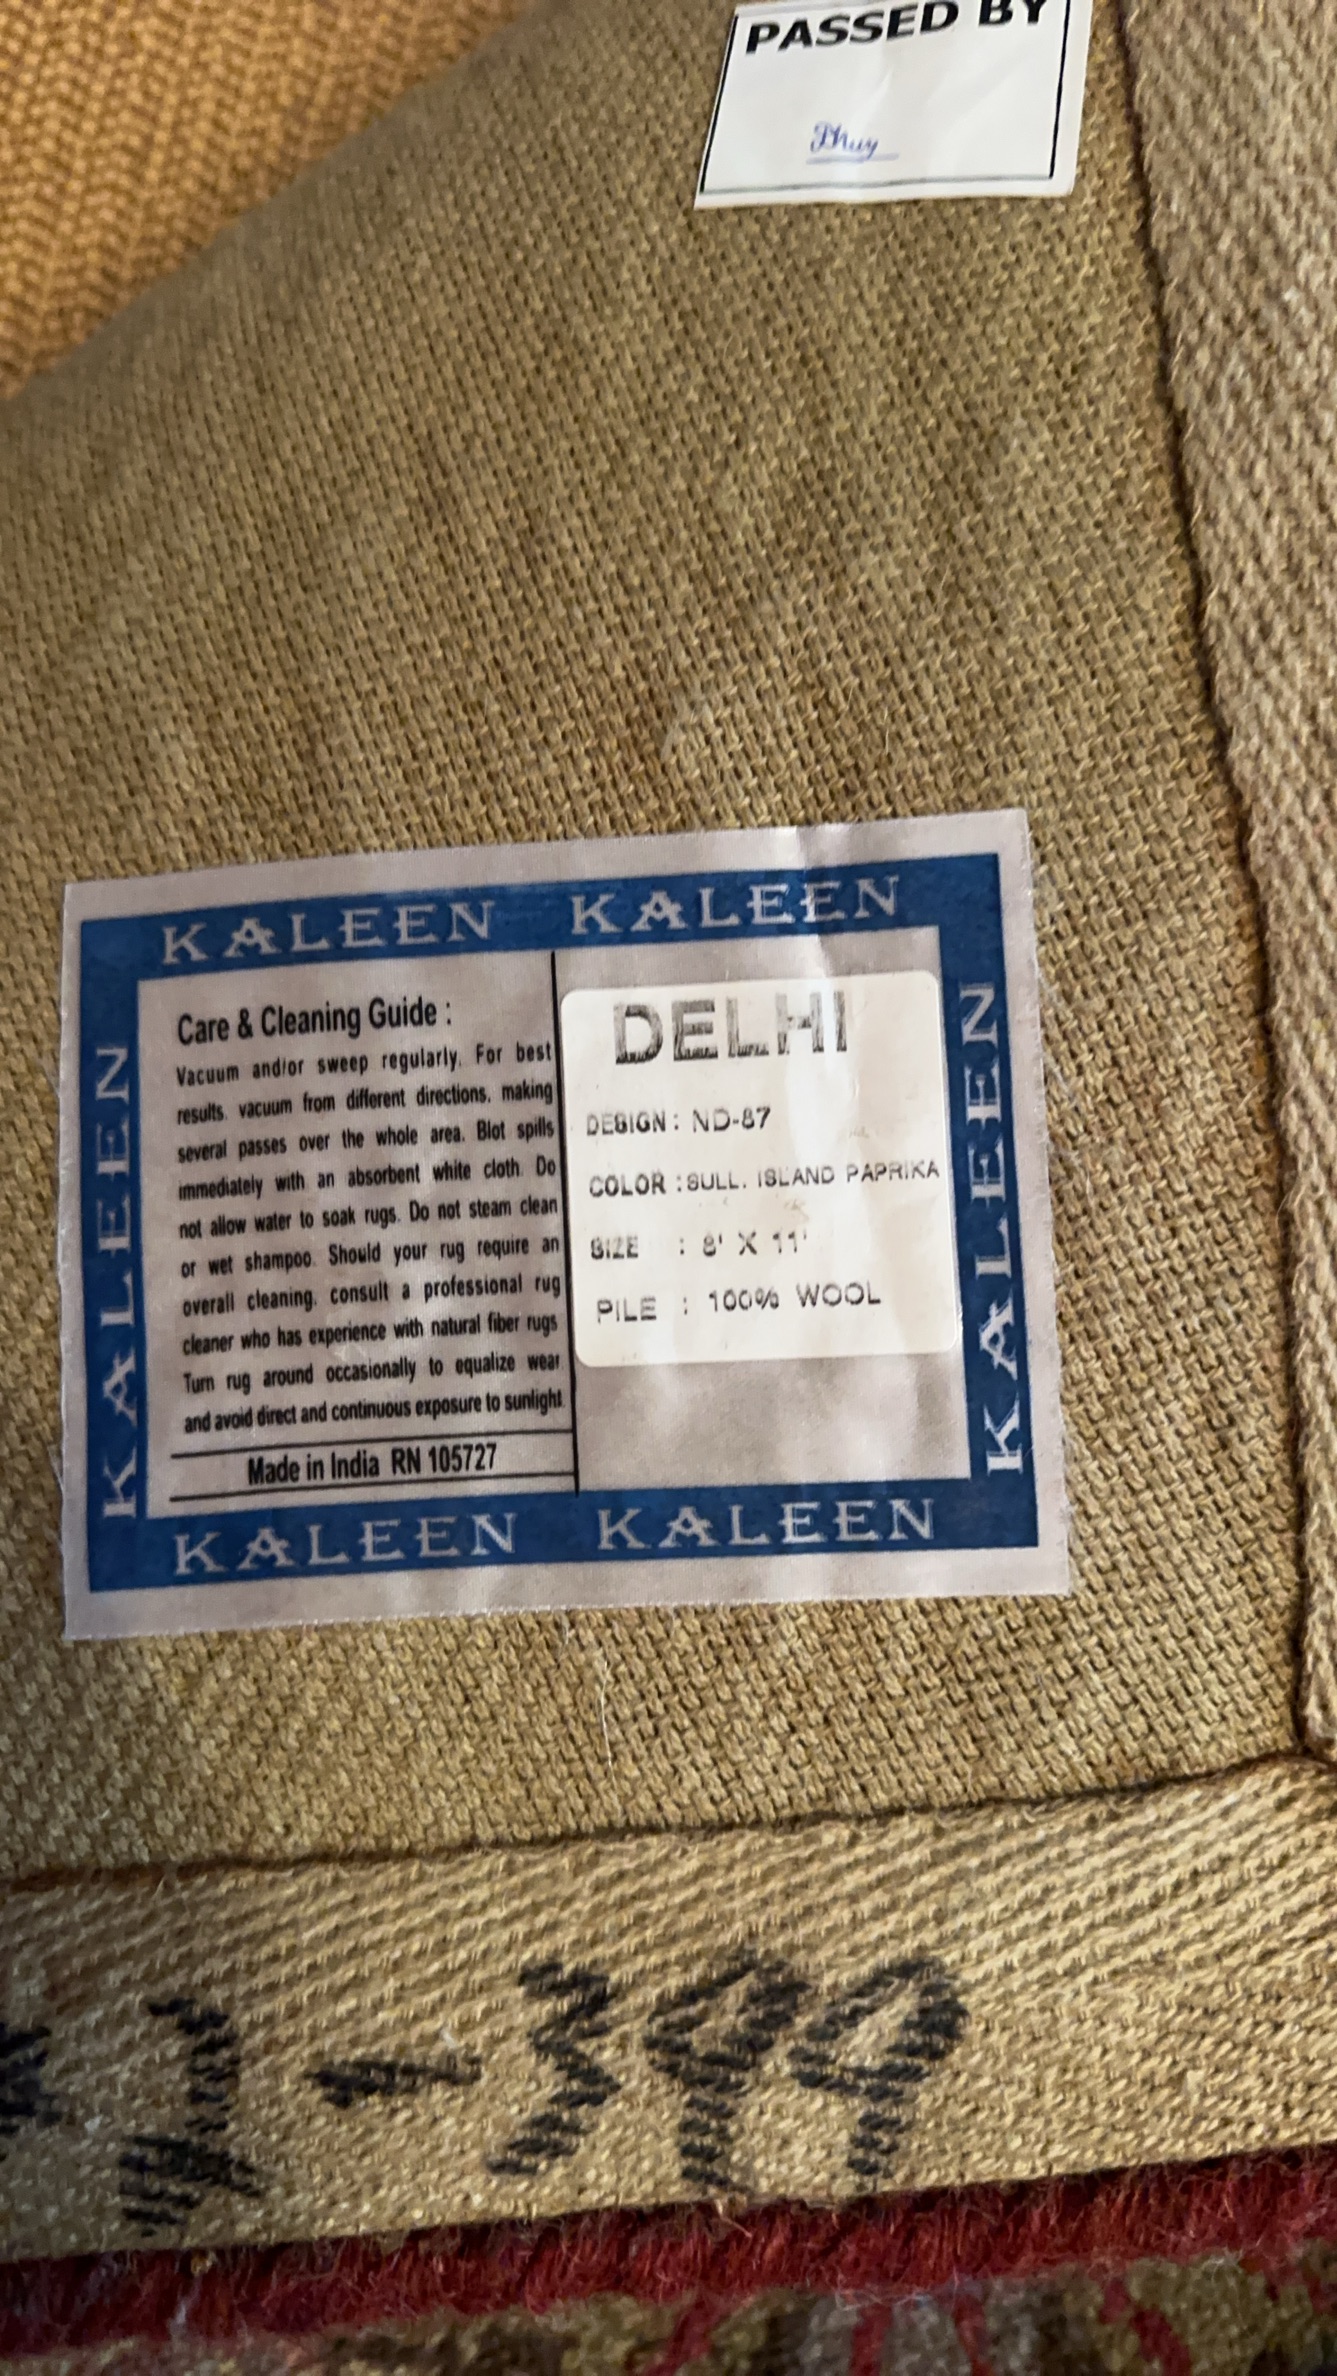 PASSED BY
KALEEN KALEEN
KALEEN
KALEEN
Care & Cleaning Guide :
Vacuum and/or sweep regularly. For best
results, vacuum from different directions, making
several passes over the whole area. Blot spills
immediately with an absorbent white cloth. Do
not allow water to soak rugs. Do not steam clean
or wet shampoo. Should your rug require an
overall cleaning, consult a professional rug
cleaner who has experience with natural fiber rugs
Turn rug around occasionally to equalize wear
and avoid direct and continuous exposure to sunlight.
Made in India RN 105727
DELHI
DESIGN : ND-87
COLOR : SULL. ISLAND PAPRIKA
SIZE : 8' X 11'
PILE : 100% WOOL
KALEEN KALEEN